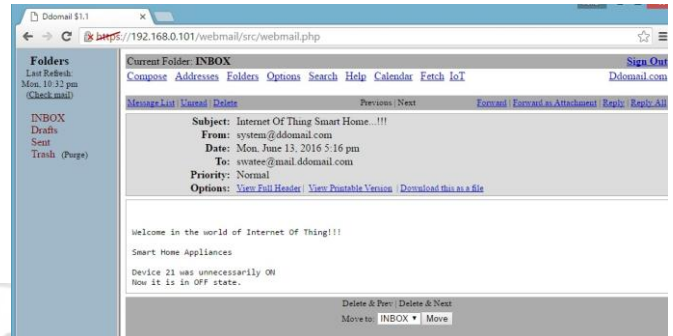 Ddomail $1.1
https://192.168.0.101/webmail/src/webmail.php
Folders
Last Refresh:
Mon, 10:32 pm
(Check mail)
INBOX
Drafts
Sent
Trash (Purge)
Current Folder: INBOX Sign Out
Compose Addresses Folders Options Search Help Calendar Fetch IoT Ddomail.com
Message List | Unread | Delete Previous | Next Forward | Forward as Attachment | Reply | Reply All
Subject: Internet Of Thing Smart Home...!!!
From: system@ddomail.com
Date: Mon, June 13, 2016 5:16 pm
To: swatee@mail.ddomail.com
Priority: Normal
Options: View Full Header | View Printable Version | Download this as a file
Welcome in the world of Internet Of Thing!!!
Smart Home Appliances
Device 21 was unnecessarily ON
Now it is in OFF state.
Delete & Prev | Delete & Next
Move to: INBOX Move